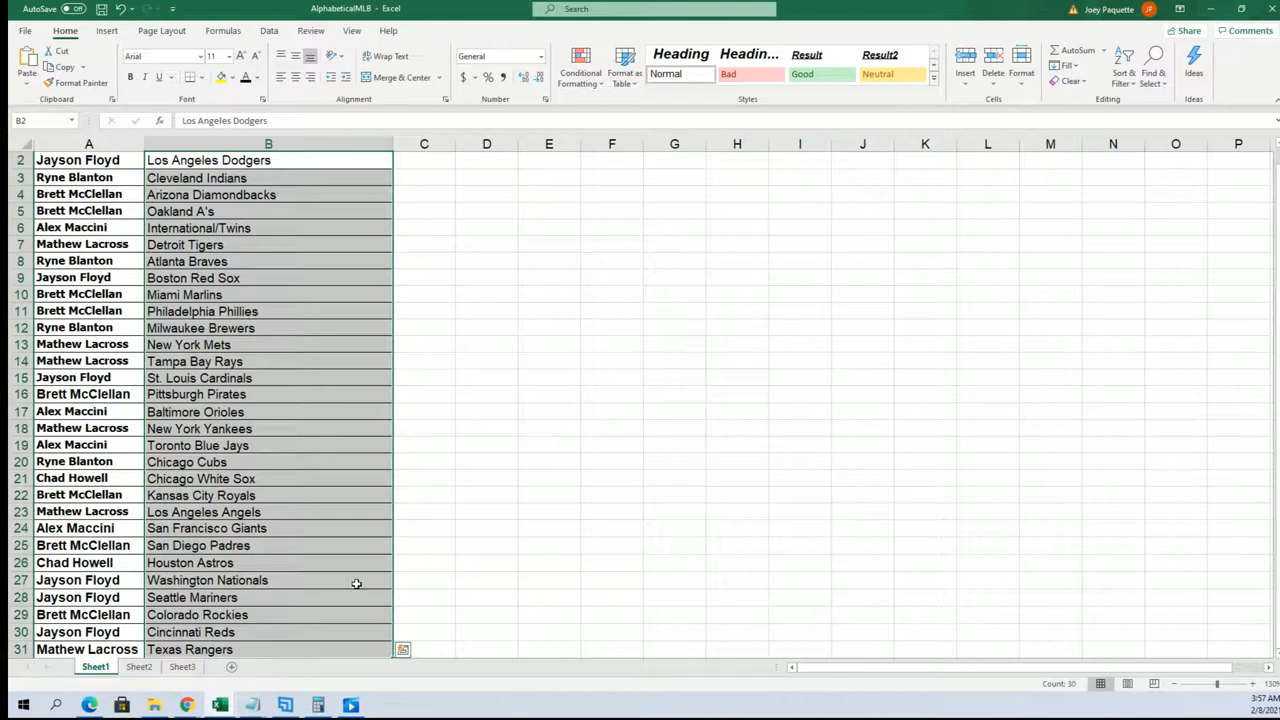 AutoSave Off AlphabeticalMLB - Excel Search Joey Paquette JP
File Home Insert Page Layout Formulas Data Review View Help Share Comments
Paste Cut Copy Format Painter Clipboard
Arial 11 Font
Wrap Text Merge & Center Alignment
General Number
Conditional Formatting Format as Table
Heading Headin... Result Result2
Normal Bad Good Neutral
Styles
Insert Delete Format Cells
AutoSum Fill Clear Sort & Filter Find & Select Editing
Ideas Ideas
B2 Los Angeles Dodgers
A B C D E F G H I J K L M N O P
2 Jayson Floyd Los Angeles Dodgers
3 Ryne Blanton Cleveland Indians
4 Brett McClellan Arizona Diamondbacks
5 Brett McClellan Oakland A's
6 Alex Maccini International/Twins
7 Mathew Lacross Detroit Tigers
8 Ryne Blanton Atlanta Braves
9 Jayson Floyd Boston Red Sox
10 Brett McClellan Miami Marlins
11 Brett McClellan Philadelphia Phillies
12 Ryne Blanton Milwaukee Brewers
13 Mathew Lacross New York Mets
14 Mathew Lacross Tampa Bay Rays
15 Jayson Floyd St. Louis Cardinals
16 Brett McClellan Pittsburgh Pirates
17 Alex Maccini Baltimore Orioles
18 Mathew Lacross New York Yankees
19 Alex Maccini Toronto Blue Jays
20 Ryne Blanton Chicago Cubs
21 Chad Howell Chicago White Sox
22 Brett McClellan Kansas City Royals
23 Mathew Lacross Los Angeles Angels
24 Alex Maccini San Francisco Giants
25 Brett McClellan San Diego Padres
26 Chad Howell Houston Astros
27 Jayson Floyd Washington Nationals
28 Jayson Floyd Seattle Mariners
29 Brett McClellan Colorado Rockies
30 Jayson Floyd Cincinnati Reds
31 Mathew Lacross Texas Rangers
Sheet1 Sheet2 Sheet3
Count: 30 130%
3:57 AM